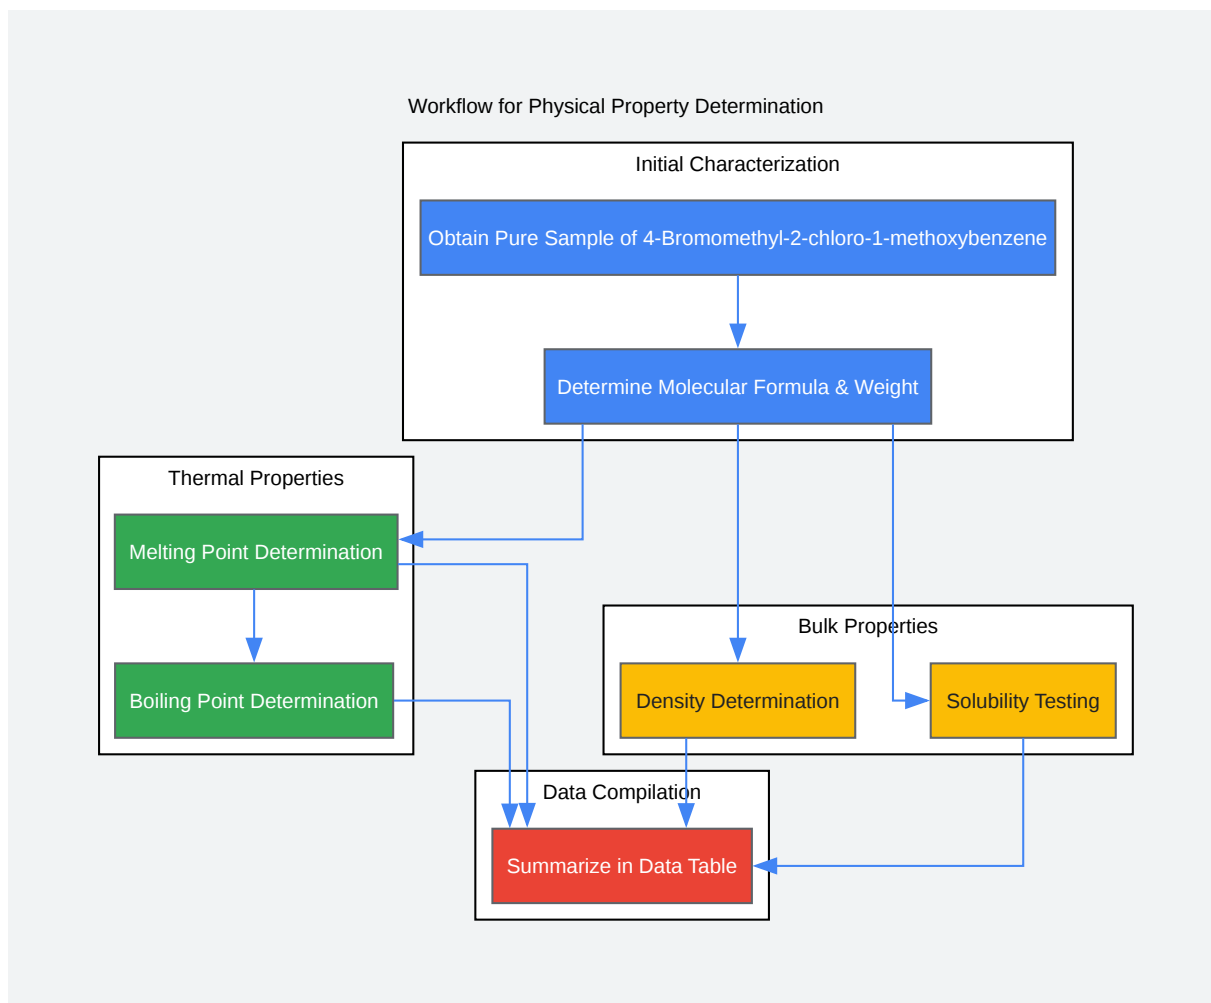 Workflow for Physical Property Determination
Initial Characterization
Obtain Pure Sample of 4-Bromomethyl-2-chloro-1-methoxybenzene
Determine Molecular Formula & Weight
Thermal Properties
Melting Point Determination
Boiling Point Determination
Bulk Properties
Density Determination
Solubility Testing
Data Compilation
Summarize in Data Table